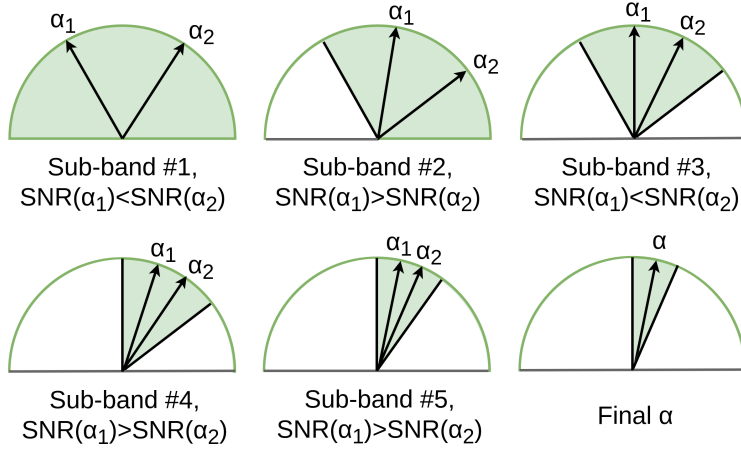 α₁ α₂
α₁
α₂
α₁ α₂
Sub-band #1,
SNR(α₁)<SNR(α₂)
Sub-band #2,
SNR(α₁)>SNR(α₂)
Sub-band #3,
SNR(α₁)<SNR(α₂)
α₁ α₂
α₁ α₂
α
Sub-band #4,
SNR(α₁)>SNR(α₂)
Sub-band #5,
SNR(α₁)>SNR(α₂)
Final α